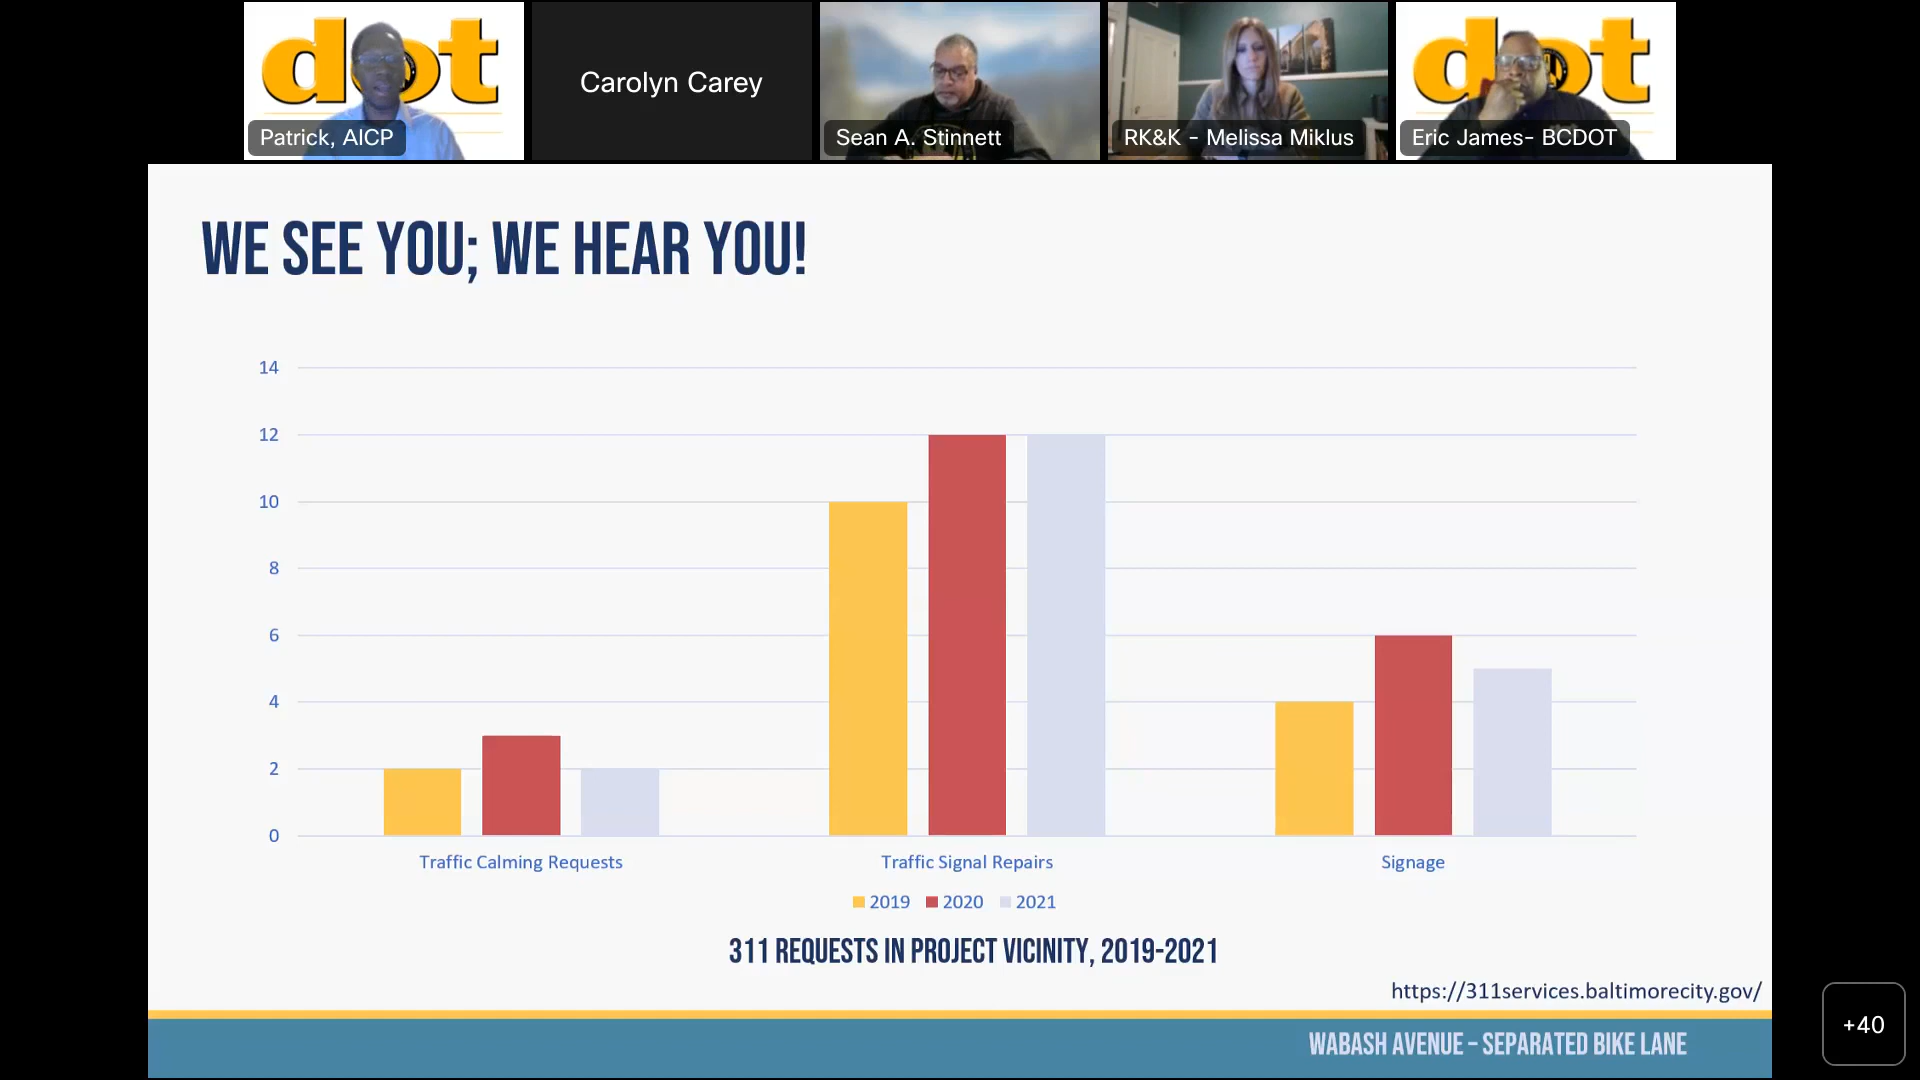 dot
Patrick, AICP
Carolyn Carey
Sean A. Stinnett
RK&K - Melissa Miklus
dot
Eric James- BCDOT
WE SEE YOU; WE HEAR YOU!
14
12
10
8
6
4
2
0
Traffic Calming Requests
Traffic Signal Repairs
Signage
2019 2020 2021
311 REQUESTS IN PROJECT VICINITY, 2019-2021
https://311services.baltimorecity.gov/
WABASH AVENUE – SEPARATED BIKE LANE
+40